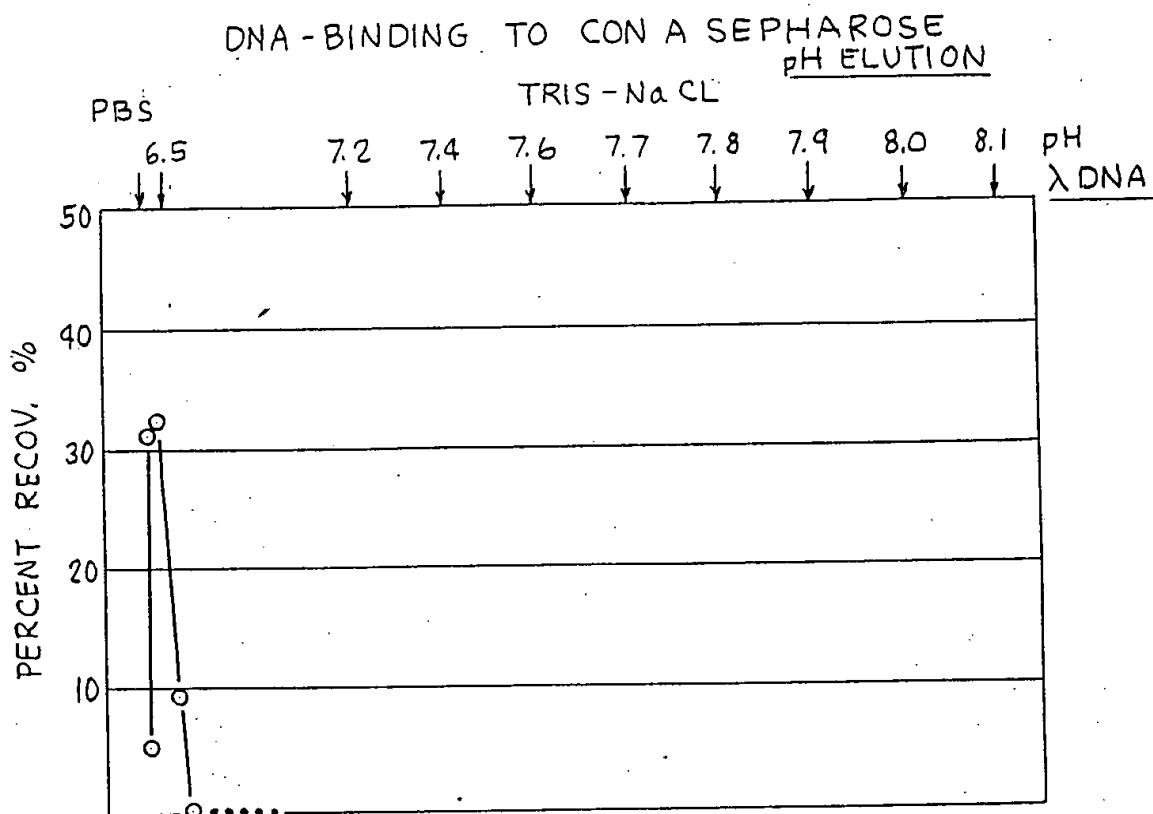 DNA-BINDING TO CON A SEPHAROSE
pH ELUTION
TRIS-NaCL
PBS
6.5 7.2 7.4 7.6 7.7 7.8 7.9 8.0 8.1 pH
λ DNA
50
40
30
20
10
PERCENT RECOV. %